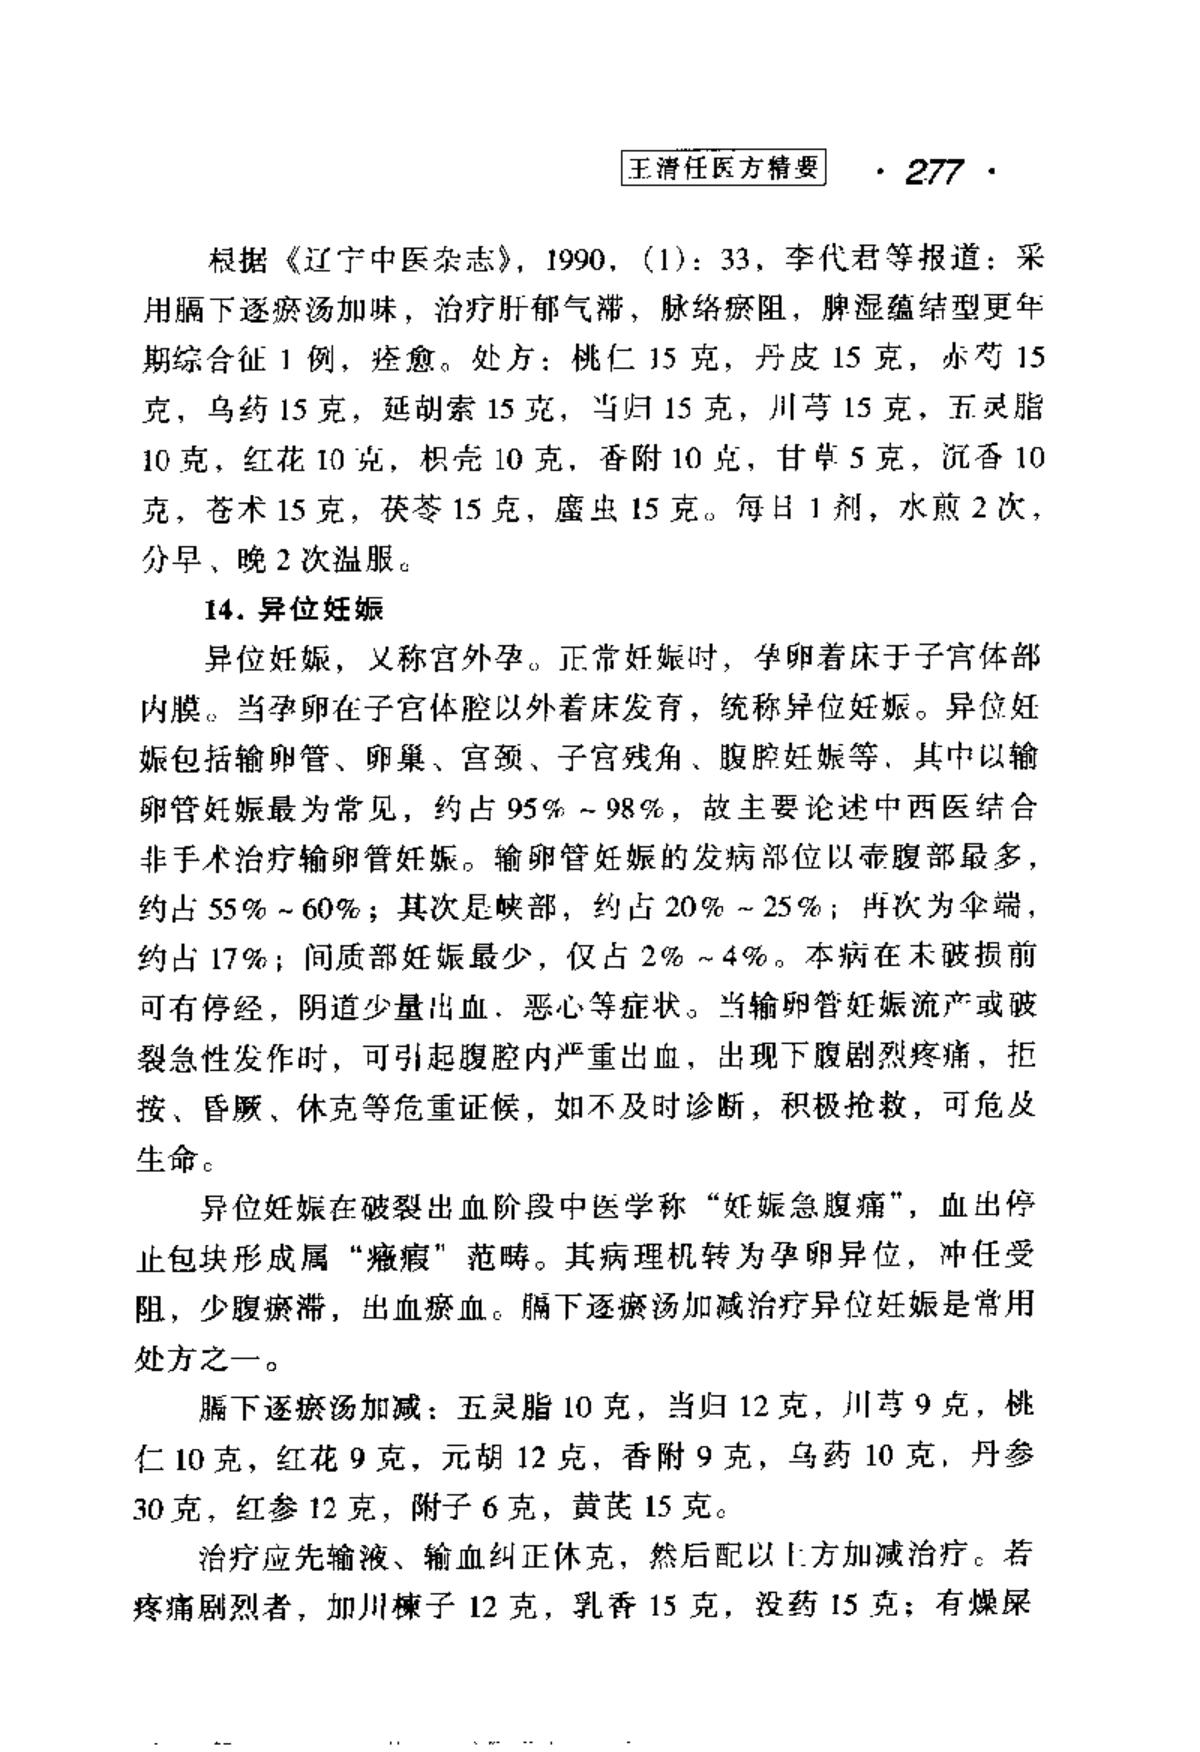 王清任医方精要 · 277 ·
根据《辽宁中医杂志》，1990，（1）：33，李代君等报道：采
用膈下逐瘀汤加味，治疗肝郁气滞，脉络瘀阻，脾湿蕴结型更年
期综合征 1 例，痊愈。处方：桃仁 15 克，丹皮 15 克，赤芍 15
克，乌药 15 克，延胡索 15 克，当归 15 克，川芎 15 克，五灵脂
10 克，红花 10 克，枳壳 10 克，香附 10 克，甘草 5 克，沉香 10
克，苍术 15 克，茯苓 15 克，䗪虫 15 克。每日 1 剂，水煎 2 次，
分早、晚 2 次温服。
14. 异位妊娠
异位妊娠，又称宫外孕。正常妊娠时，孕卵着床于子宫体部
内膜。当孕卵在子宫体腔以外着床发育，统称异位妊娠。异位妊
娠包括输卵管、卵巢、宫颈、子宫残角、腹腔妊娠等，其中以输
卵管妊娠最为常见，约占 95% ~ 98%，故主要论述中西医结合
非手术治疗输卵管妊娠。输卵管妊娠的发病部位以壶腹部最多，
约占 55% ~ 60%；其次是峡部，约占 20% ~ 25%；再次为伞端，
约占 17%；间质部妊娠最少，仅占 2% ~ 4%。本病在未破损前
可有停经，阴道少量出血，恶心等症状。当输卵管妊娠流产或破
裂急性发作时，可引起腹腔内严重出血，出现下腹剧烈疼痛，拒
按、昏厥、休克等危重证候，如不及时诊断，积极抢救，可危及
生命。
异位妊娠在破裂出血阶段中医学称“妊娠急腹痛”，血出停
止包块形成属“癥瘕”范畴。其病理机转为孕卵异位，冲任受
阻，少腹瘀滞，出血瘀血。膈下逐瘀汤加减治疗异位妊娠是常用
处方之一。
膈下逐瘀汤加减：五灵脂 10 克，当归 12 克，川芎 9 克，桃
仁 10 克，红花 9 克，元胡 12 克，香附 9 克，乌药 10 克，丹参
30 克，红参 12 克，附子 6 克，黄芪 15 克。
治疗应先输液、输血纠正休克，然后配以上方加减治疗。若
疼痛剧烈者，加川楝子 12 克，乳香 15 克，没药 15 克；有燥屎